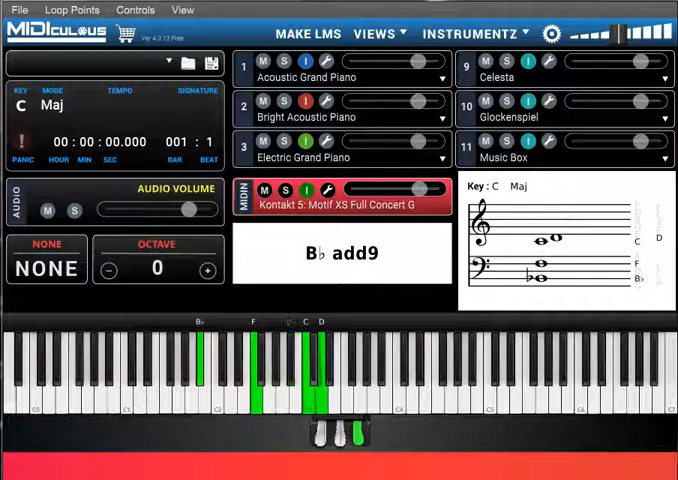 File Loop Points Controls View
MIDIculous
Ver 4.0.12 Free
MAKE LMS VIEWS INSTRUMENTZ
KEY MODE TEMPO SIGNATURE
C Maj
! 00 : 00 : 00.000 001 : 1
PANIC HOUR MIN SEC BAR BEAT
AUDIO
AUDIO VOLUME
M S
NONE
NONE
OCTAVE
− 0 +
1 M S I
Acoustic Grand Piano
2 M S I
Bright Acoustic Piano
3 M S I
Electric Grand Piano
MIDIN M S I
Kontakt 5: Motif XS Full Concert G
B♭ add9
9 M S I
Celesta
10 M S I
Glockenspiel
11 M S I
Music Box
Key : C Maj
C D
F
B♭
B♭ F C D
C0 C1 C2 C4 C5 C6 C7